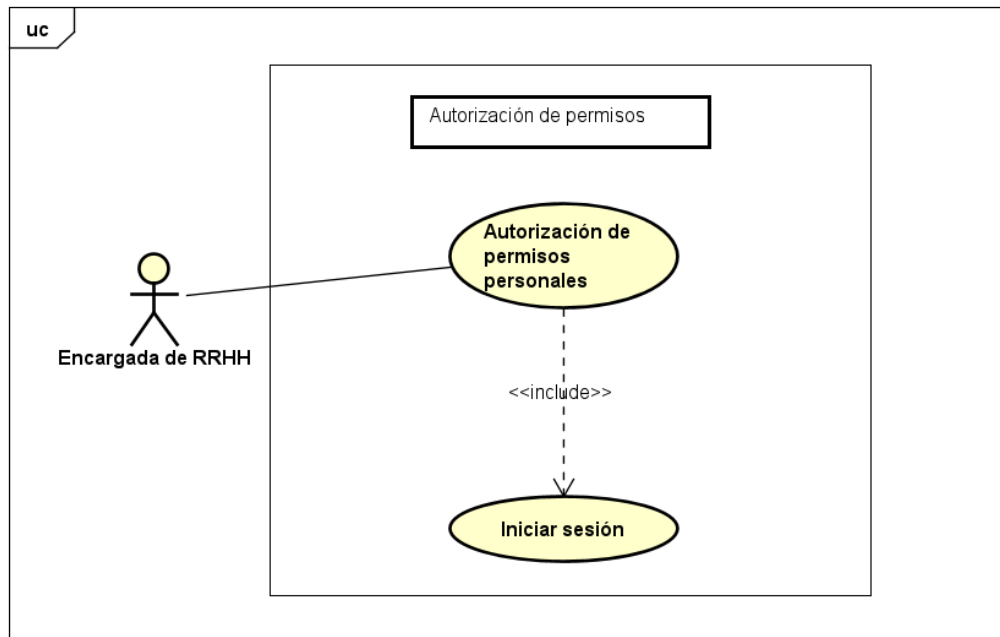 uc
Autorización de permisos
Autorización de
permisos
personales
Encargada de RRHH
<<include>>
Iniciar sesión